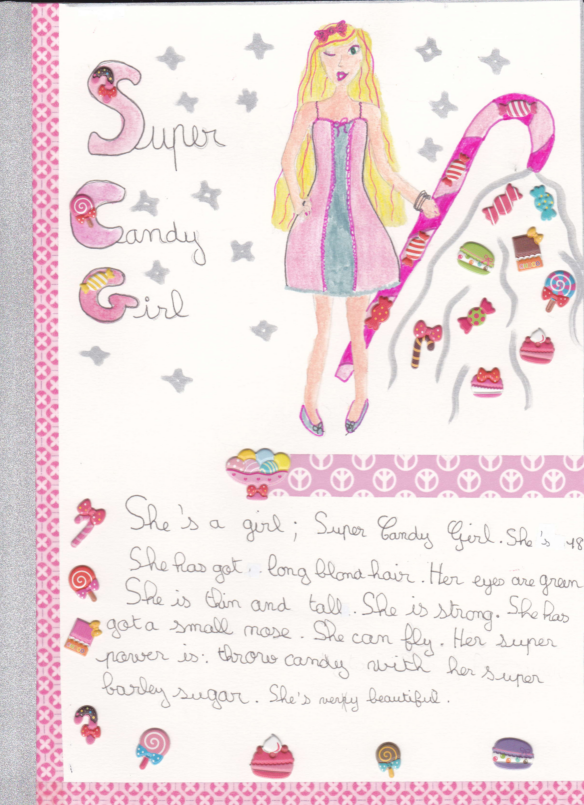 Super
Candy
Girl
She's a girl; Super Candy Girl. She's 18
She has got long blond hair. Her eyes are green
She is thin and tall. She is strong. She has
got a small nose. She can fly. Her super
power is: throw candy with her super
barley sugar. She's very beautiful.